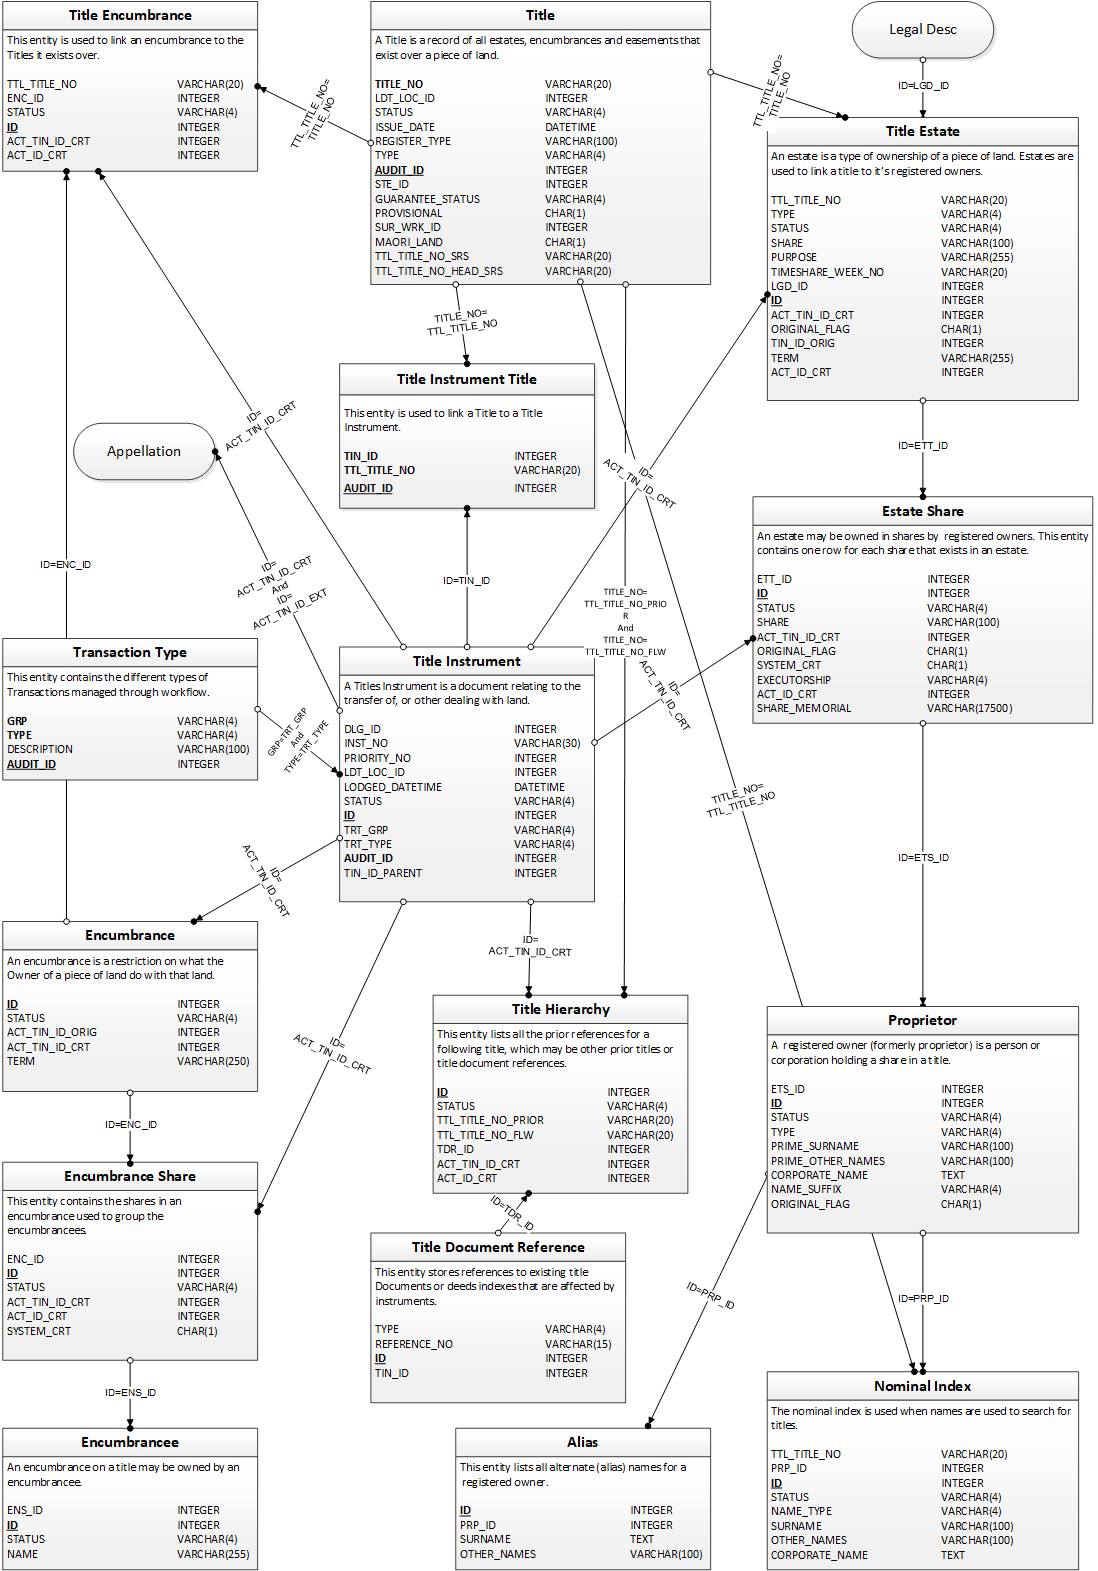 Title Encumbrance
This entity is used to link an encumbrance to the
Titles it exists over.
TTL_TITLE_NO VARCHAR(20)
ENC_ID INTEGER
STATUS VARCHAR(4)
ID INTEGER
ACT_TIN_ID_CRT INTEGER
ACT_ID_CRT INTEGER
TTL_TITLE_NO=
TITLE_NO
Title
A Title is a record of all estates, encumbrances and easements that
exist over a piece of land.
TITLE_NO VARCHAR(20)
LDT_LOC_ID INTEGER
STATUS VARCHAR(4)
ISSUE_DATE DATETIME
REGISTER_TYPE VARCHAR(100)
TYPE VARCHAR(4)
AUDIT_ID INTEGER
STE_ID INTEGER
GUARANTEE_STATUS VARCHAR(4)
PROVISIONAL CHAR(1)
SUR_WRK_ID INTEGER
MAORI_LAND CHAR(1)
TTL_TITLE_NO_SRS VARCHAR(20)
TTL_TITLE_NO_HEAD_SRS VARCHAR(20)
TTL_TITLE_NO=
TITLE_NO
Legal Desc
ID=LGD_ID
Title Estate
An estate is a type of ownership of a piece of land. Estates are
used to link a title to it's registered owners.
TTL_TITLE_NO VARCHAR(20)
TYPE VARCHAR(4)
STATUS VARCHAR(4)
SHARE VARCHAR(100)
PURPOSE VARCHAR(255)
TIMESHARE_WEEK_NO VARCHAR(20)
LGD_ID INTEGER
ID INTEGER
ACT_TIN_ID_CRT INTEGER
ORIGINAL_FLAG CHAR(1)
TIN_ID_ORIG INTEGER
TERM VARCHAR(255)
ACT_ID_CRT INTEGER
TITLE_NO=
TTL_TITLE_NO
Title Instrument Title
This entity is used to link a Title to a Title
Instrument.
TIN_ID INTEGER
TTL_TITLE_NO VARCHAR(20)
AUDIT_ID INTEGER
ID=
ACT_TIN_ID_CRT
Appellation
ID=
ACT_TIN_ID_CRT
And
ID=
ACT_TIN_ID_EXT
ID=ENC_ID
ID=TIN_ID
ID=
ACT_TIN_ID_CRT
ID=ETT_ID
Estate Share
An estate may be owned in shares by registered owners. This entity
contains one row for each share that exists in an estate.
ETT_ID INTEGER
ID INTEGER
STATUS VARCHAR(4)
SHARE VARCHAR(100)
ACT_TIN_ID_CRT INTEGER
ORIGINAL_FLAG CHAR(1)
SYSTEM_CRT CHAR(1)
EXECUTORSHIP VARCHAR(4)
ACT_ID_CRT INTEGER
SHARE_MEMORIAL VARCHAR(17500)
TITLE_NO=
TTL_TITLE_NO_PRIO
R
And
TITLE_NO=
TTL_TITLE_NO_FLW
ID=
ACT_TIN_ID_CRT
Transaction Type
This entity contains the different types of
Transactions managed through workflow.
GRP VARCHAR(4)
TYPE VARCHAR(4)
DESCRIPTION VARCHAR(100)
AUDIT_ID INTEGER
GRP=TRT_GRP
And
TYPE=TRT_TYPE
Title Instrument
A Titles Instrument is a document relating to the
transfer of, or other dealing with land.
DLG_ID INTEGER
INST_NO VARCHAR(30)
PRIORITY_NO INTEGER
LDT_LOC_ID INTEGER
LODGED_DATETIME DATETIME
STATUS VARCHAR(4)
ID INTEGER
TRT_GRP VARCHAR(4)
TRT_TYPE VARCHAR(4)
AUDIT_ID INTEGER
TIN_ID_PARENT INTEGER
TITLE_NO=
TTL_TITLE_NO
ID=ETS_ID
ID=
ACT_TIN_ID_CRT
Encumbrance
An encumbrance is a restriction on what the
Owner of a piece of land do with that land.
ID INTEGER
STATUS VARCHAR(4)
ACT_TIN_ID_ORIG INTEGER
ACT_TIN_ID_CRT INTEGER
TERM VARCHAR(250)
ID=
ACT_TIN_ID_CRT
ID=
ACT_TIN_ID_CRT
Title Hierarchy
This entity lists all the prior references for a
following title, which may be other prior titles or
title document references.
ID INTEGER
STATUS VARCHAR(4)
TTL_TITLE_NO_PRIOR VARCHAR(20)
TTL_TITLE_NO_FLW VARCHAR(20)
TDR_ID INTEGER
ACT_TIN_ID_CRT INTEGER
ACT_ID_CRT INTEGER
Proprietor
A registered owner (formerly proprietor) is a person or
corporation holding a share in a title.
ETS_ID INTEGER
ID INTEGER
STATUS VARCHAR(4)
TYPE VARCHAR(4)
PRIME_SURNAME VARCHAR(100)
PRIME_OTHER_NAMES VARCHAR(100)
CORPORATE_NAME TEXT
NAME_SUFFIX VARCHAR(4)
ORIGINAL_FLAG CHAR(1)
ID=ENC_ID
Encumbrance Share
This entity contains the shares in an
encumbrance used to group the
encumbrancees.
ENC_ID INTEGER
ID INTEGER
STATUS VARCHAR(4)
ACT_TIN_ID_CRT INTEGER
ACT_ID_CRT INTEGER
SYSTEM_CRT CHAR(1)
ID=TDR_ID
Title Document Reference
This entity stores references to existing title
Documents or deeds indexes that are affected by
instruments.
TYPE VARCHAR(4)
REFERENCE_NO VARCHAR(15)
ID INTEGER
TIN_ID INTEGER
ID=PRP_ID
ID=PRP_ID
ID=ENS_ID
Encumbrancee
An encumbrance on a title may be owned by an
encumbrancee.
ENS_ID INTEGER
ID INTEGER
STATUS VARCHAR(4)
NAME VARCHAR(255)
Alias
This entity lists all alternate (alias) names for a
registered owner.
ID INTEGER
PRP_ID INTEGER
SURNAME TEXT
OTHER_NAMES VARCHAR(100)
Nominal Index
The nominal index is used when names are used to search for
titles.
TTL_TITLE_NO VARCHAR(20)
PRP_ID INTEGER
ID INTEGER
STATUS VARCHAR(4)
NAME_TYPE VARCHAR(4)
SURNAME VARCHAR(100)
OTHER_NAMES VARCHAR(100)
CORPORATE_NAME TEXT